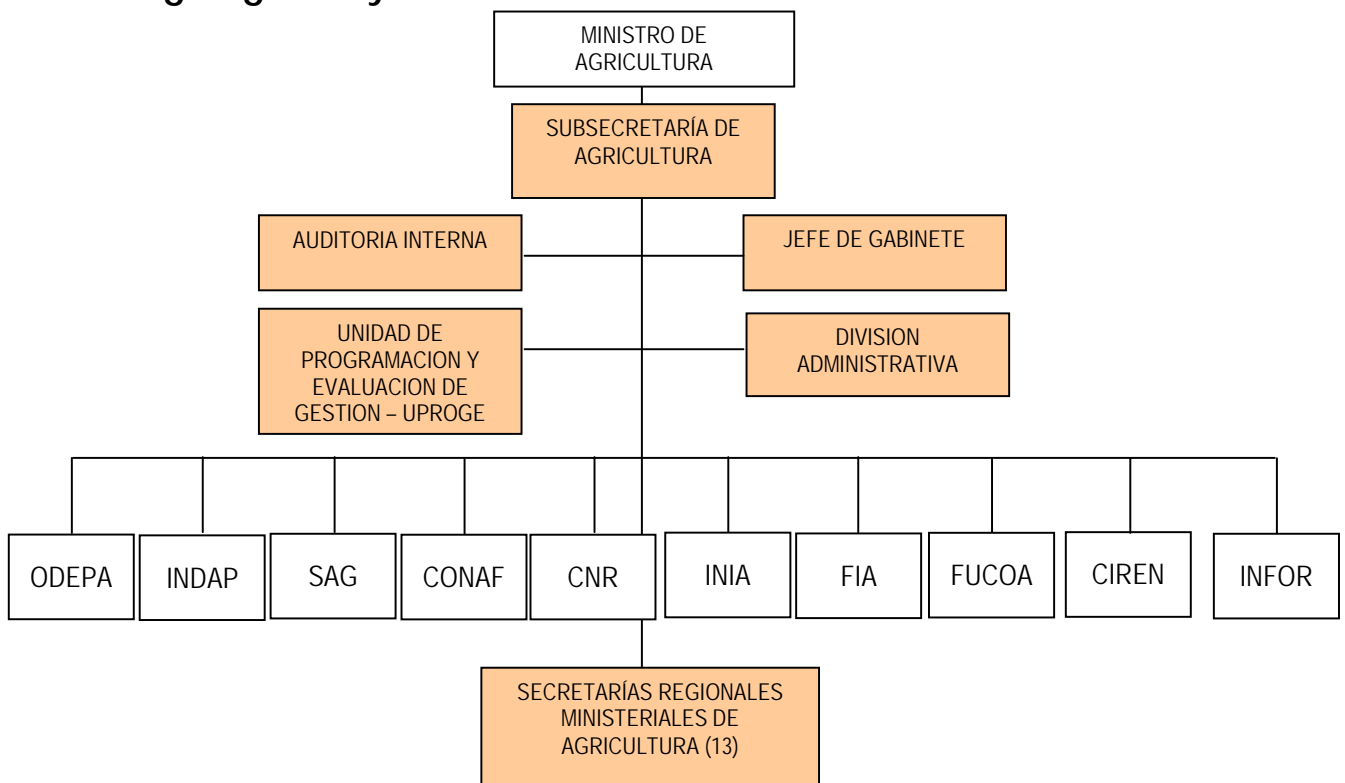 MINISTRO DE
AGRICULTURA
SUBSECRETARÍA DE
AGRICULTURA
AUDITORIA INTERNA
JEFE DE GABINETE
UNIDAD DE
PROGRAMACION Y
EVALUACION DE
GESTION – UPROGE
DIVISION
ADMINISTRATIVA
ODEPA
INDAP
SAG
CONAF
CNR
INIA
FIA
FUCOA
CIREN
INFOR
SECRETARÍAS REGIONALES
MINISTERIALES DE
AGRICULTURA (13)